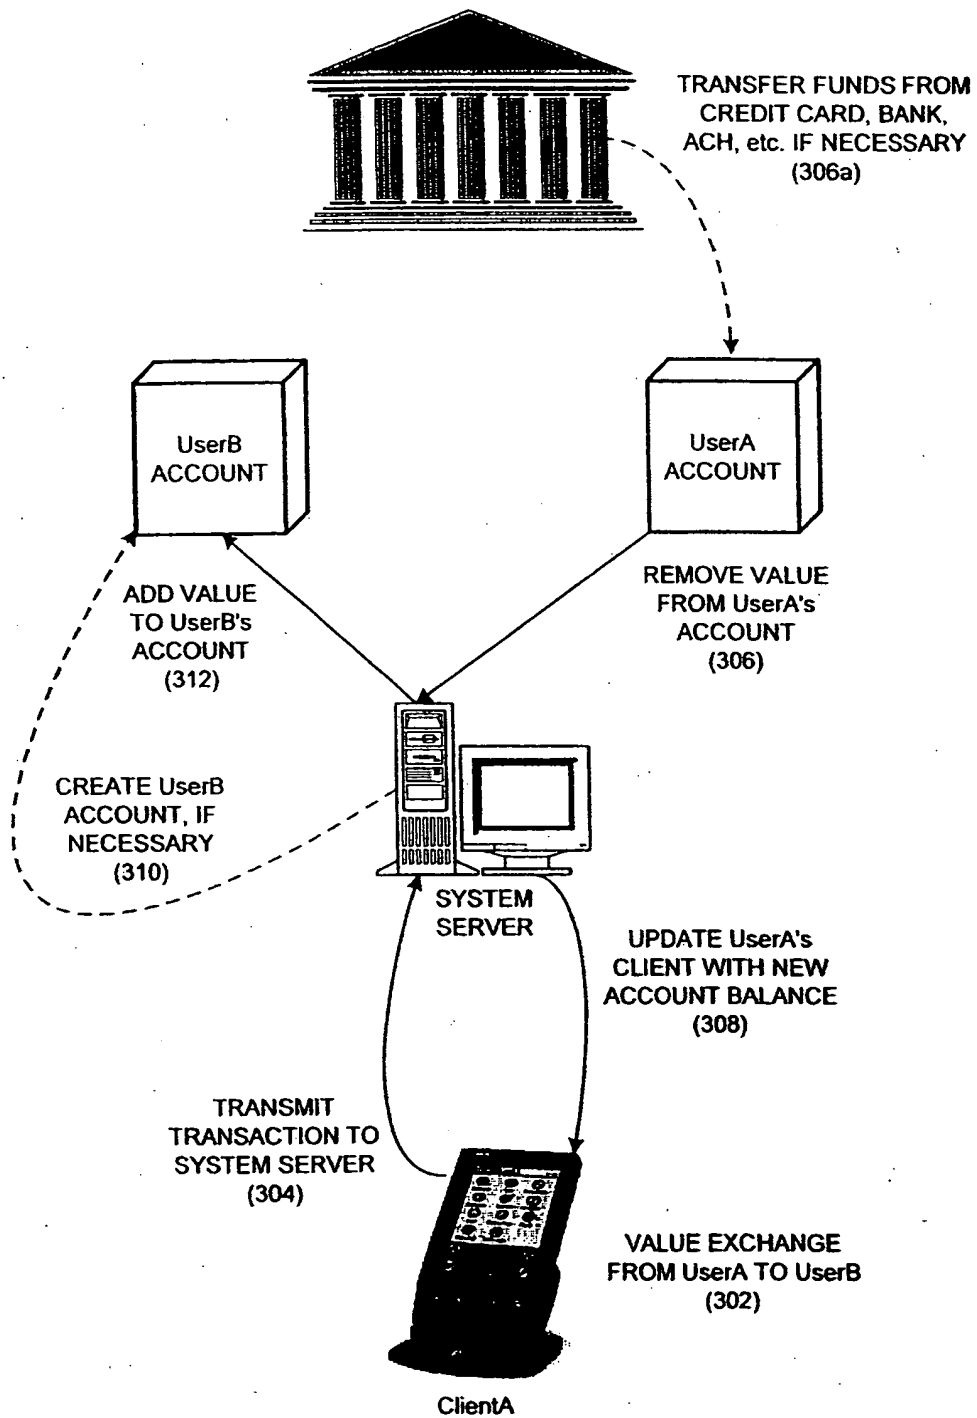 TRANSFER FUNDS FROM
CREDIT CARD, BANK,
ACH, etc. IF NECESSARY
(306a)
UserB
ACCOUNT
UserA
ACCOUNT
ADD VALUE
TO UserB's
ACCOUNT
(312)
REMOVE VALUE
FROM UserA's
ACCOUNT
(306)
CREATE UserB
ACCOUNT, IF
NECESSARY
(310)
SYSTEM
SERVER
UPDATE UserA's
CLIENT WITH NEW
ACCOUNT BALANCE
(308)
TRANSMIT
TRANSACTION TO
SYSTEM SERVER
(304)
VALUE EXCHANGE
FROM UserA TO UserB
(302)
ClientA